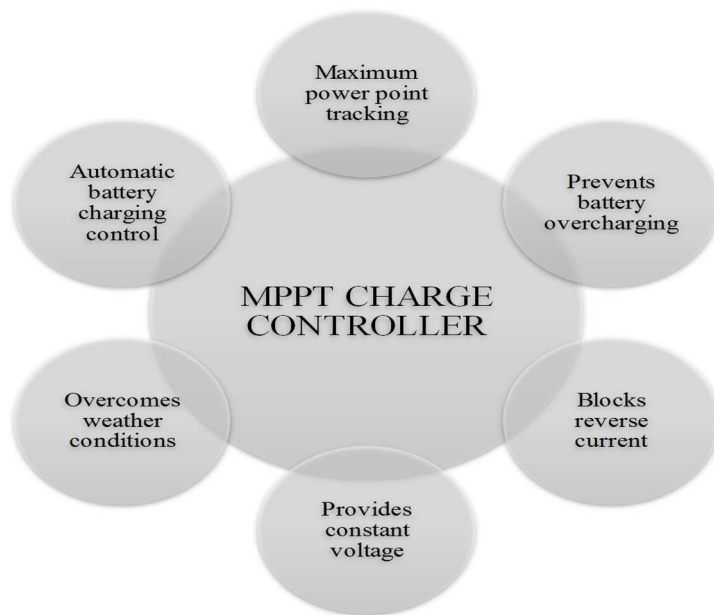 Maximum
power point
tracking
Automatic
battery
charging
control
Prevents
battery
overcharging
MPPT CHARGE
CONTROLLER
Overcomes
weather
conditions
Blocks
reverse
current
Provides
constant
voltage